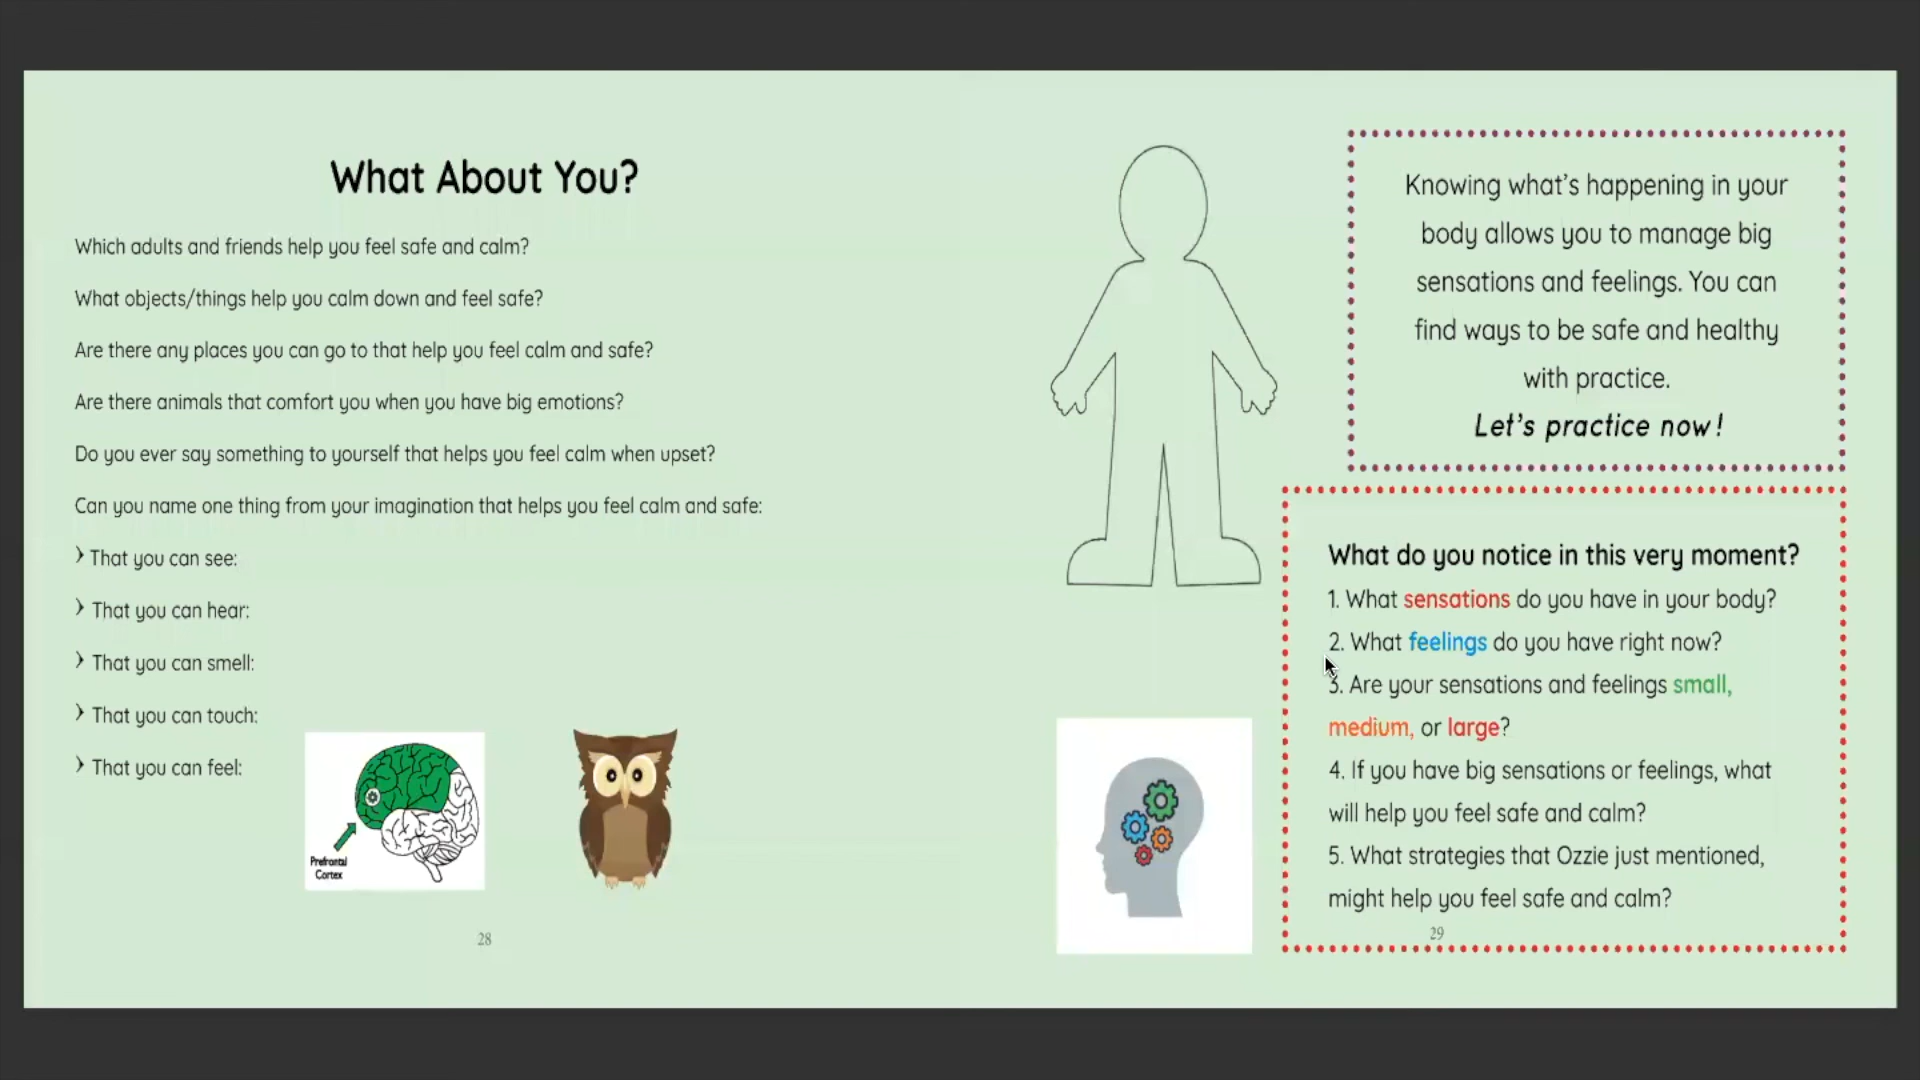 What About You?
Which adults and friends help you feel safe and calm?
What objects/things help you calm down and feel safe?
Are there any places you can go to that help you feel calm and safe?
Are there animals that comfort you when you have big emotions?
Do you ever say something to yourself that helps you feel calm when upset?
Can you name one thing from your imagination that helps you feel calm and safe:
That you can see:
That you can hear:
That you can smell:
That you can touch:
That you can feel:
Prefrontal
Cortex
28
Knowing what's happening in your
body allows you to manage big
sensations and feelings. You can
find ways to be safe and healthy
with practice.
Let's practice now!
What do you notice in this very moment?
1. What sensations do you have in your body?
2. What feelings do you have right now?
3. Are your sensations and feelings small,
medium, or large?
4. If you have big sensations or feelings, what
will help you feel safe and calm?
5. What strategies that Ozzie just mentioned,
might help you feel safe and calm?
29